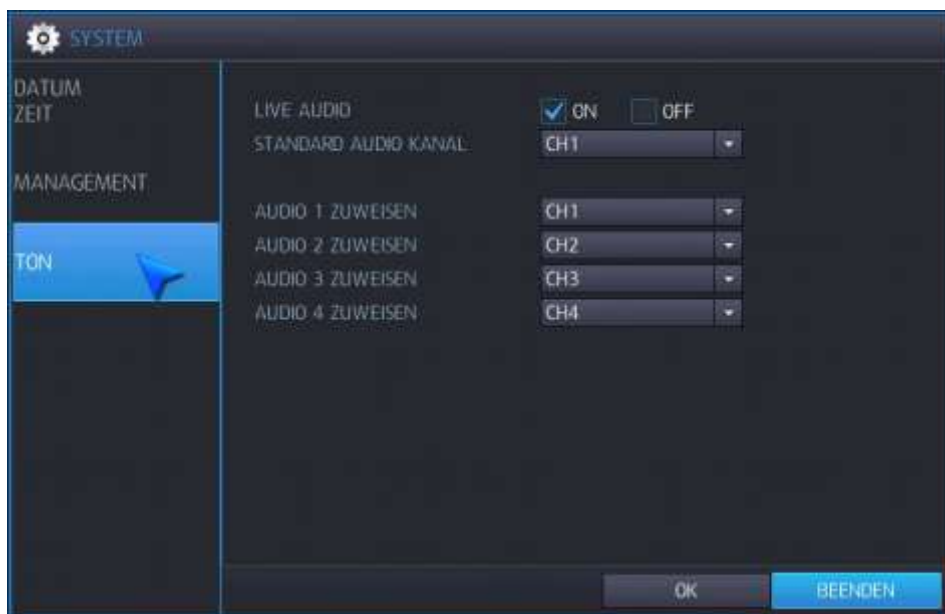 SYSTEM
DATUM
ZEIT
MANAGEMENT
TON
LIVE AUDIO ON OFF
STANDARD AUDIO KANAL CH1
AUDIO 1 ZUWEISEN CH1
AUDIO 2 ZUWEISEN CH2
AUDIO 3 ZUWEISEN CH3
AUDIO 4 ZUWEISEN CH4
OK BEENDEN